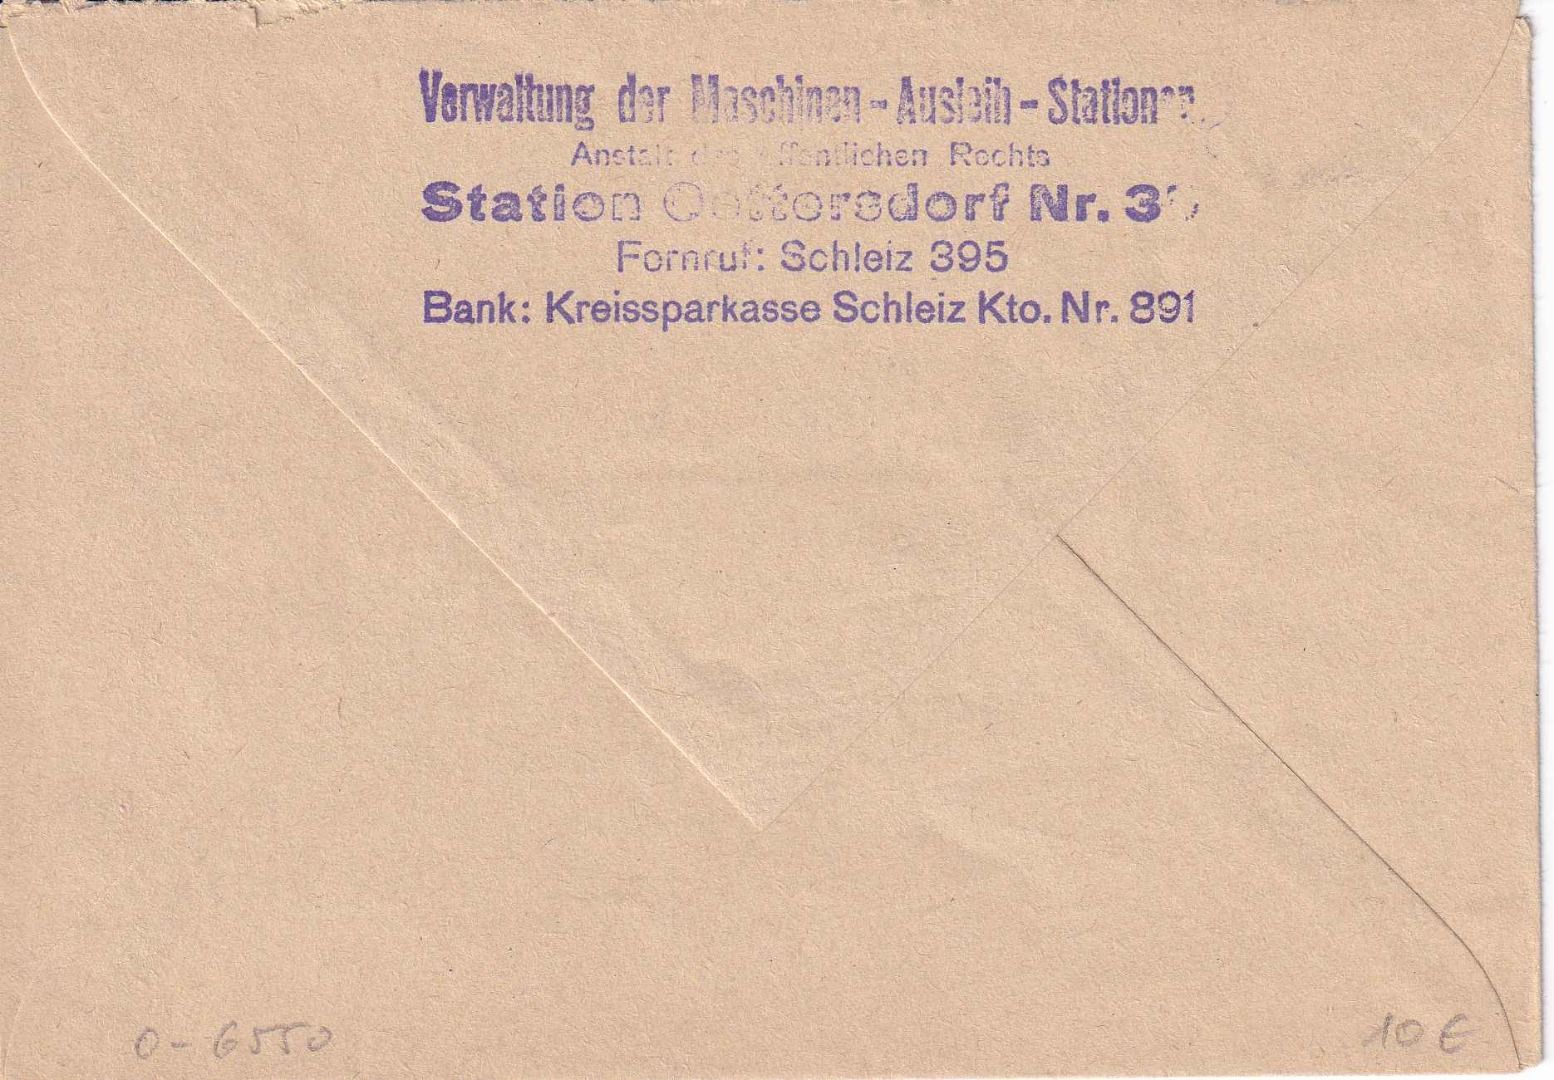 Verwaltung der Maschinen-Ausleih-Stationen
Anstalt des öffentlichen Rechts
Station Oettersdorf Nr.
Fernruf: Schleiz 395
Bank: Kreissparkasse Schleiz Kto. Nr. 891
0-6550 10 €